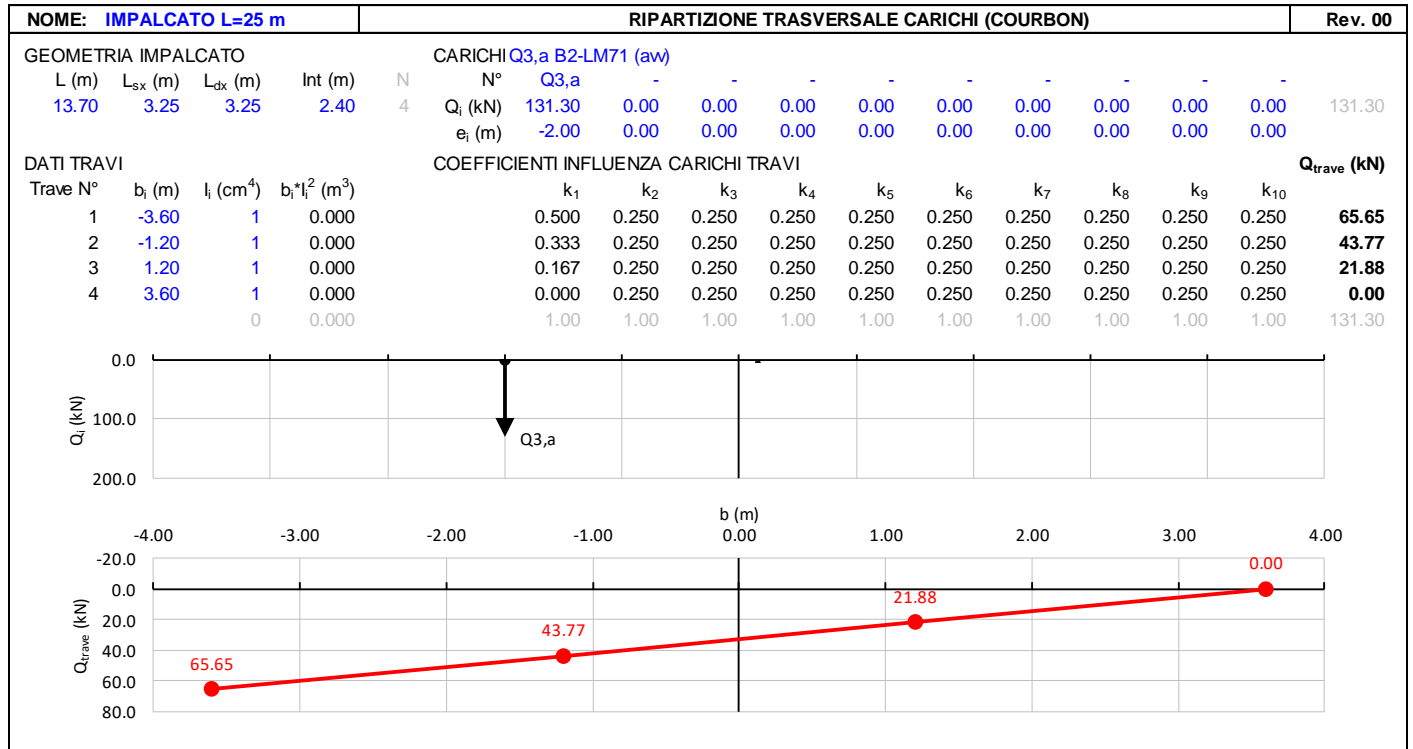 NOME: IMPALCATO L=25 m RIPARTIZIONE TRASVERSALE CARICHI (COURBON) Rev. 00
GEOMETRIA IMPALCATO CARICHI Q3,a B2-LM71 (avv)
L (m) Lsx (m) Ldx (m) Int (m) N N° Q3,a - - - - - - - - -
13.70 3.25 3.25 2.40 4 Qi (kN) 131.30 0.00 0.00 0.00 0.00 0.00 0.00 0.00 0.00 0.00 131.30
ei (m) -2.00 0.00 0.00 0.00 0.00 0.00 0.00 0.00 0.00 0.00
DATI TRAVI COEFFICIENTI INFLUENZA CARICHI TRAVI Qtrave (kN)
Trave N° bi (m) Ii (cm4) bi*Ii2 (m3) k1 k2 k3 k4 k5 k6 k7 k8 k9 k10
1 -3.60 1 0.000 0.500 0.250 0.250 0.250 0.250 0.250 0.250 0.250 0.250 0.250 65.65
2 -1.20 1 0.000 0.333 0.250 0.250 0.250 0.250 0.250 0.250 0.250 0.250 0.250 43.77
3 1.20 1 0.000 0.167 0.250 0.250 0.250 0.250 0.250 0.250 0.250 0.250 0.250 21.88
4 3.60 1 0.000 0.000 0.250 0.250 0.250 0.250 0.250 0.250 0.250 0.250 0.250 0.00
0 0.000 1.00 1.00 1.00 1.00 1.00 1.00 1.00 1.00 1.00 1.00 131.30
0.0
100.0
200.0
Qi (kN)
Q3,a
b (m)
-4.00 -3.00 -2.00 -1.00 0.00 1.00 2.00 3.00 4.00
-20.0
0.0
20.0
40.0
60.0
80.0
Qtrave (kN)
65.65
43.77
21.88
0.00